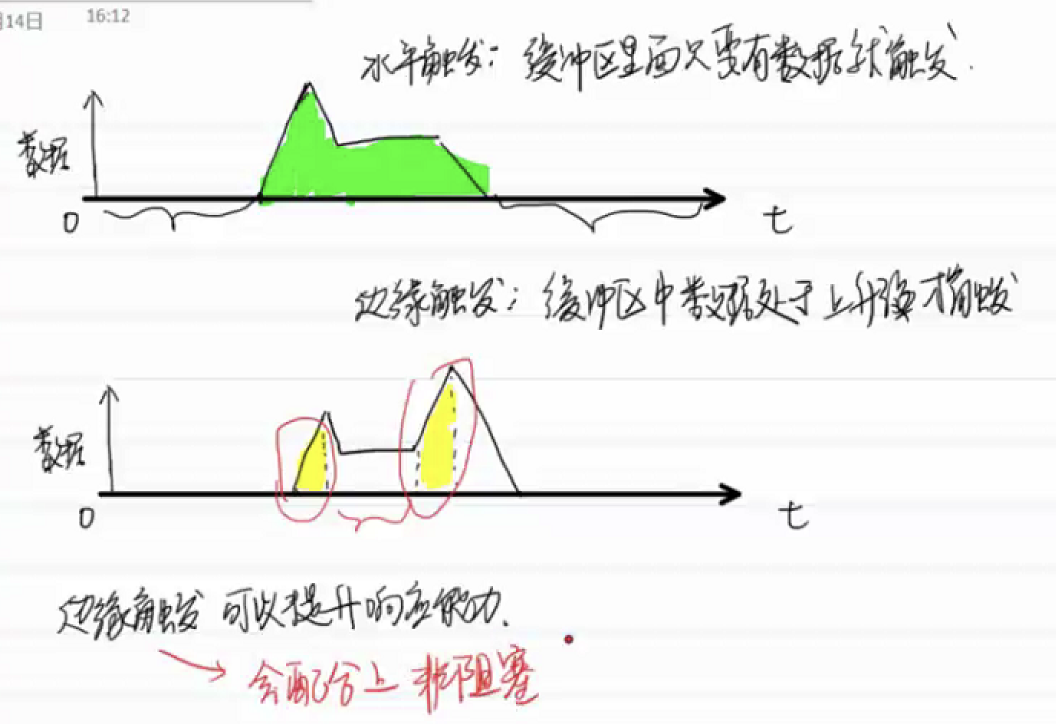 月14日 16:12
水平触发：缓冲区里面只要有数据就触发.
数据
0
t
边缘触发：缓冲区中数据处于上升沿才触发
数据
0
t
边缘触发 可以提升响应能力.
会配合上 非阻塞